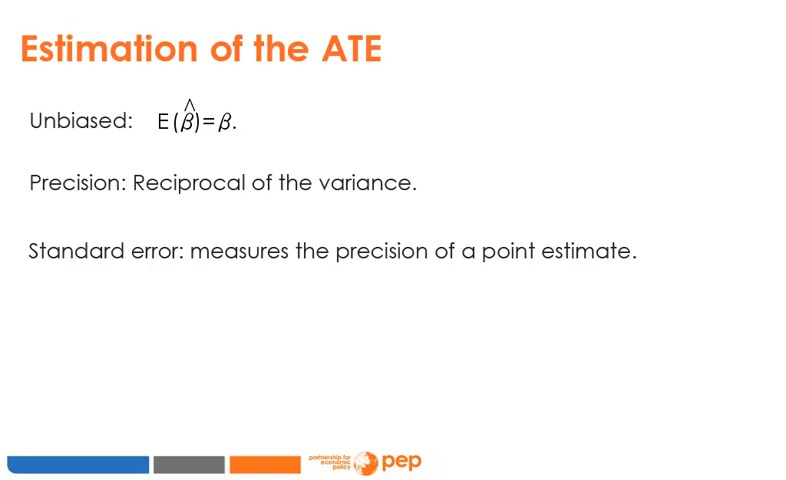 Estimation of the ATE
Unbiased: E(β̂)=β.
Precision: Reciprocal of the variance.
Standard error: measures the precision of a point estimate.
partnership for
economic
policy
pep